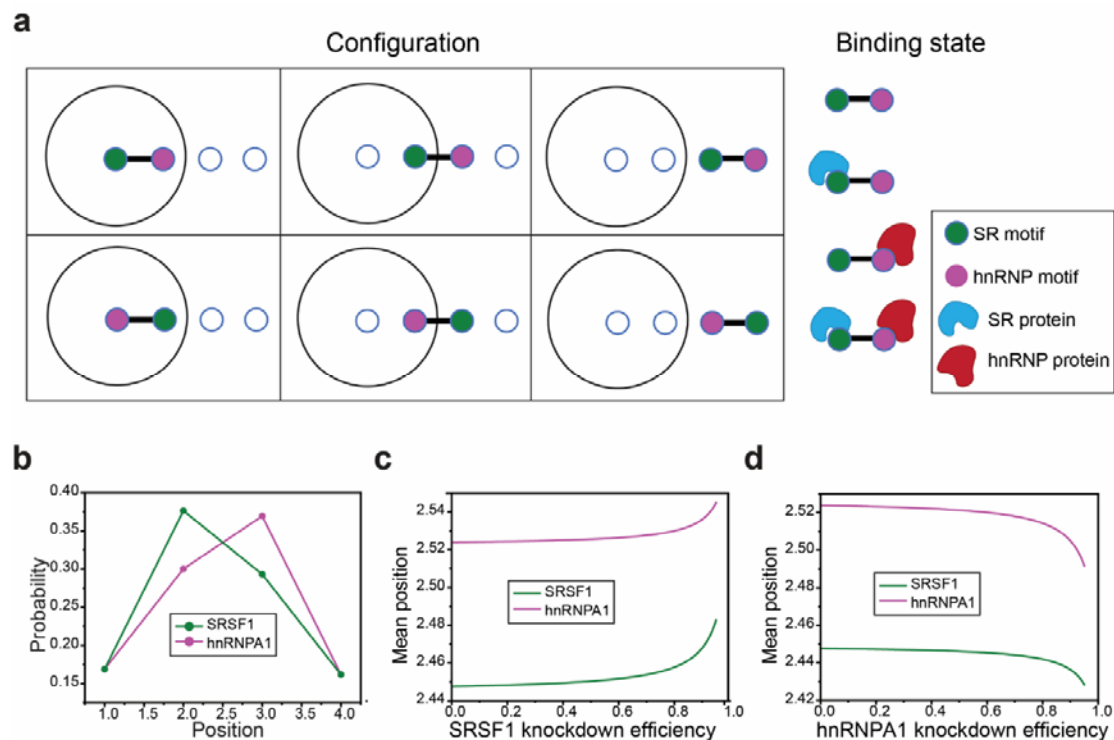 a
Configuration
Binding state
SR motif
hnRNP motif
SR protein
hnRNP protein
b
Probability
0.40
0.35
0.30
0.25
0.20
0.15
SRSF1
hnRNPA1
1.0 1.5 2.0 2.5 3.0 3.5 4.0
Position
c
Mean position
2.54
2.52
2.50
2.48
2.46
2.44
SRSF1
hnRNPA1
0.0 0.2 0.4 0.6 0.8 1.0
SRSF1 knockdown efficiency
d
Mean position
2.52
2.50
2.48
2.46
2.44
2.42
SRSF1
hnRNPA1
0.0 0.2 0.4 0.6 0.8 1.0
hnRNPA1 knockdown efficiency